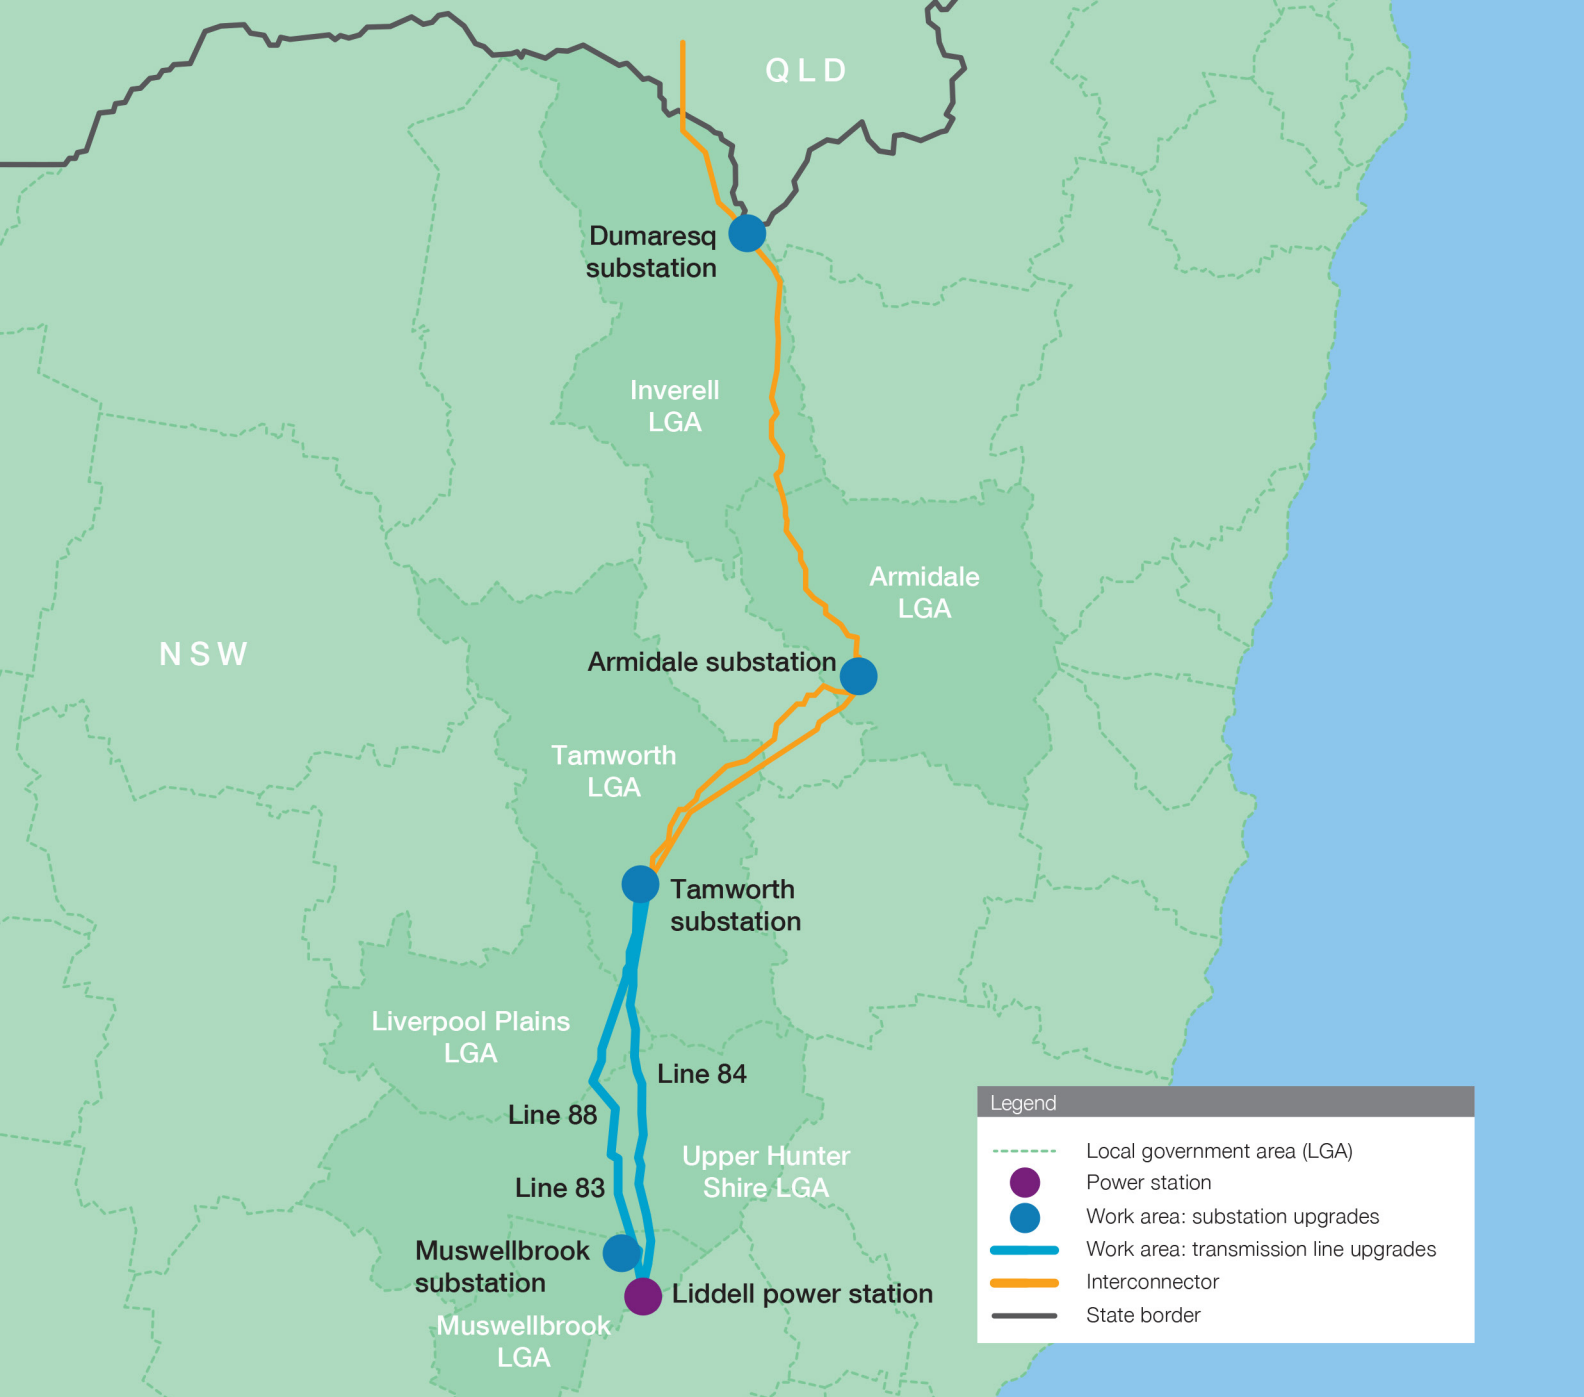 QLD
Dumaresq
substation
Inverell
LGA
Armidale
LGA
NSW
Armidale substation
Tamworth
LGA
Tamworth
substation
Liverpool Plains
LGA
Line 84
Line 88
Upper Hunter
Shire LGA
Line 83
Muswellbrook
substation
Liddell power station
Muswellbrook
LGA
Legend
Local government area (LGA)
Power station
Work area: substation upgrades
Work area: transmission line upgrades
Interconnector
State border